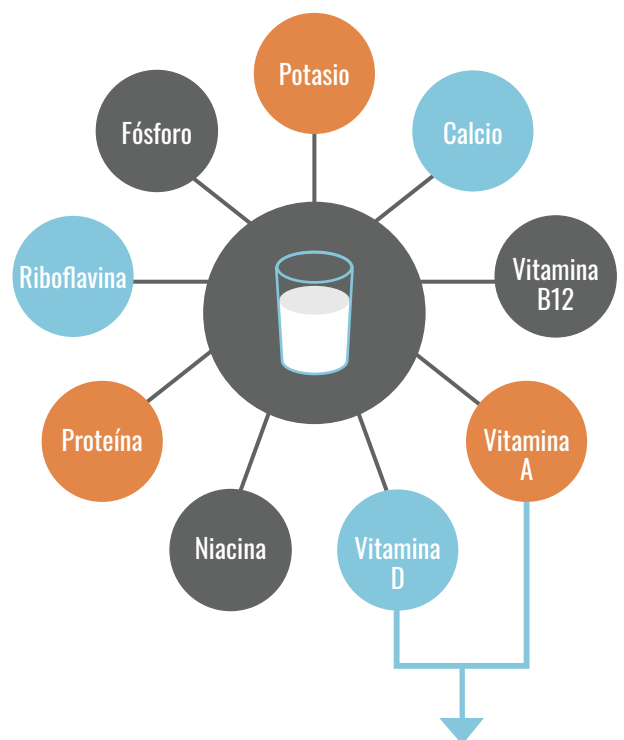 Potasio
Fósforo
Calcio
Riboflavina
Vitamina
B12
Proteína
Vitamina
A
Niacina
Vitamina
D